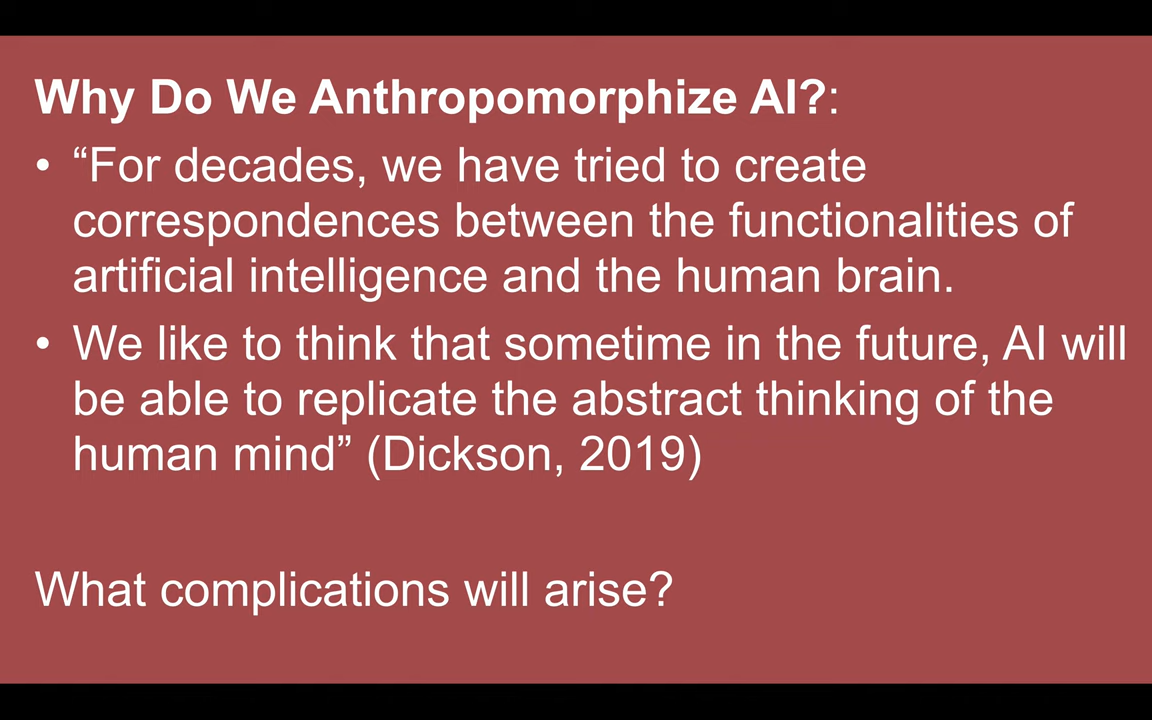 Why Do We Anthropomorphize AI?:
• “For decades, we have tried to create
correspondences between the functionalities of
artificial intelligence and the human brain.
• We like to think that sometime in the future, AI will
be able to replicate the abstract thinking of the
human mind” (Dickson, 2019)
What complications will arise?